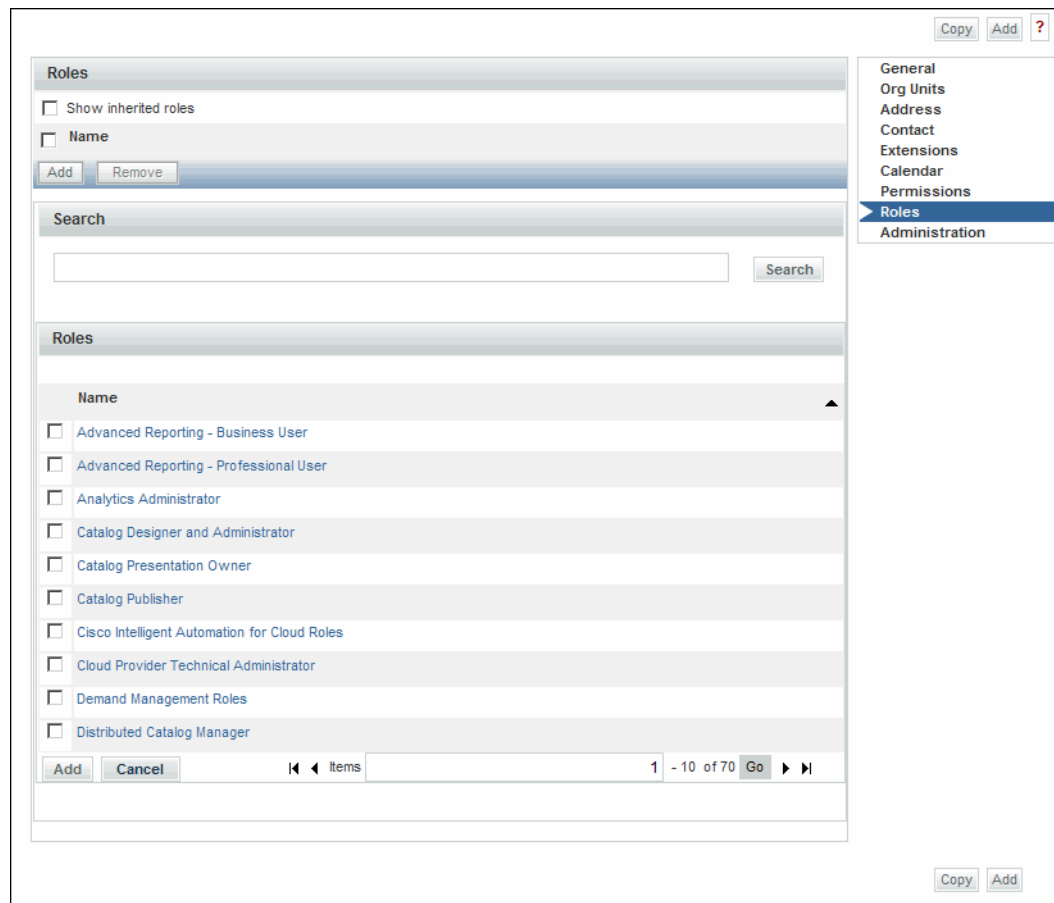 Copy Add ?
Roles
Show inherited roles
Name
Add Remove
Search
Search
Roles
Name
Advanced Reporting - Business User
Advanced Reporting - Professional User
Analytics Administrator
Catalog Designer and Administrator
Catalog Presentation Owner
Catalog Publisher
Cisco Intelligent Automation for Cloud Roles
Cloud Provider Technical Administrator
Demand Management Roles
Distributed Catalog Manager
Add Cancel Items 1 - 10 of 70 Go
General
Org Units
Address
Contact
Extensions
Calendar
Permissions
Roles
Administration
Copy Add